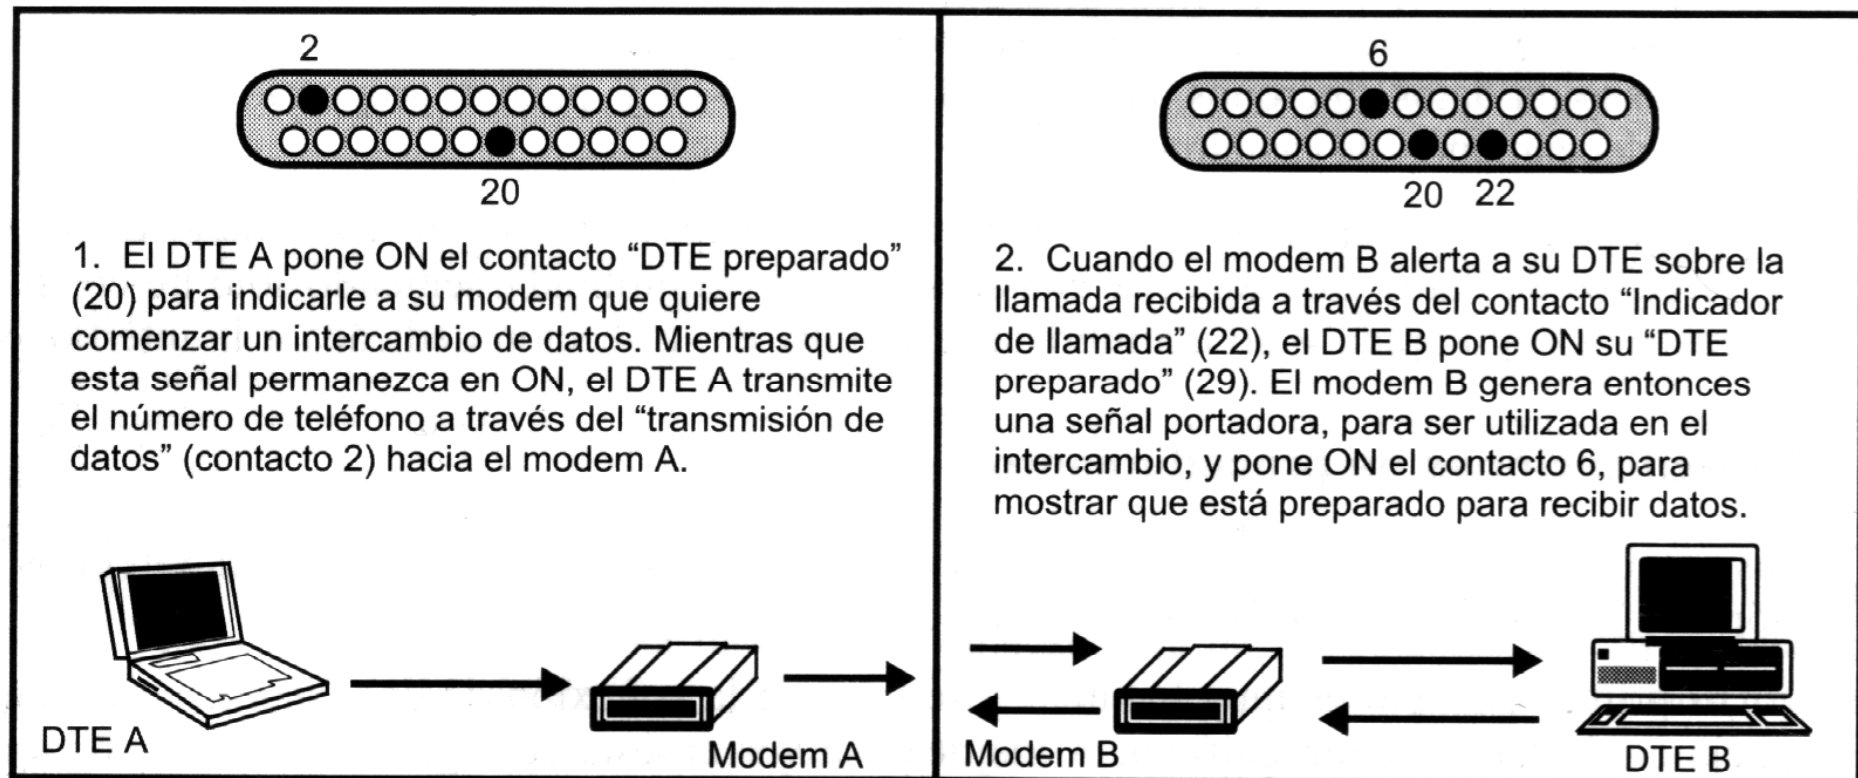 2
20
1. El DTE A pone ON el contacto “DTE preparado”
(20) para indicarle a su modem que quiere
comenzar un intercambio de datos. Mientras que
esta señal permanezca en ON, el DTE A transmite
el número de teléfono a través del “transmisión de
datos” (contacto 2) hacia el modem A.
DTE A
Modem A
6
20 22
2. Cuando el modem B alerta a su DTE sobre la
llamada recibida a través del contacto “Indicador
de llamada” (22), el DTE B pone ON su “DTE
preparado” (29). El modem B genera entonces
una señal portadora, para ser utilizada en el
intercambio, y pone ON el contacto 6, para
mostrar que está preparado para recibir datos.
Modem B
DTE B